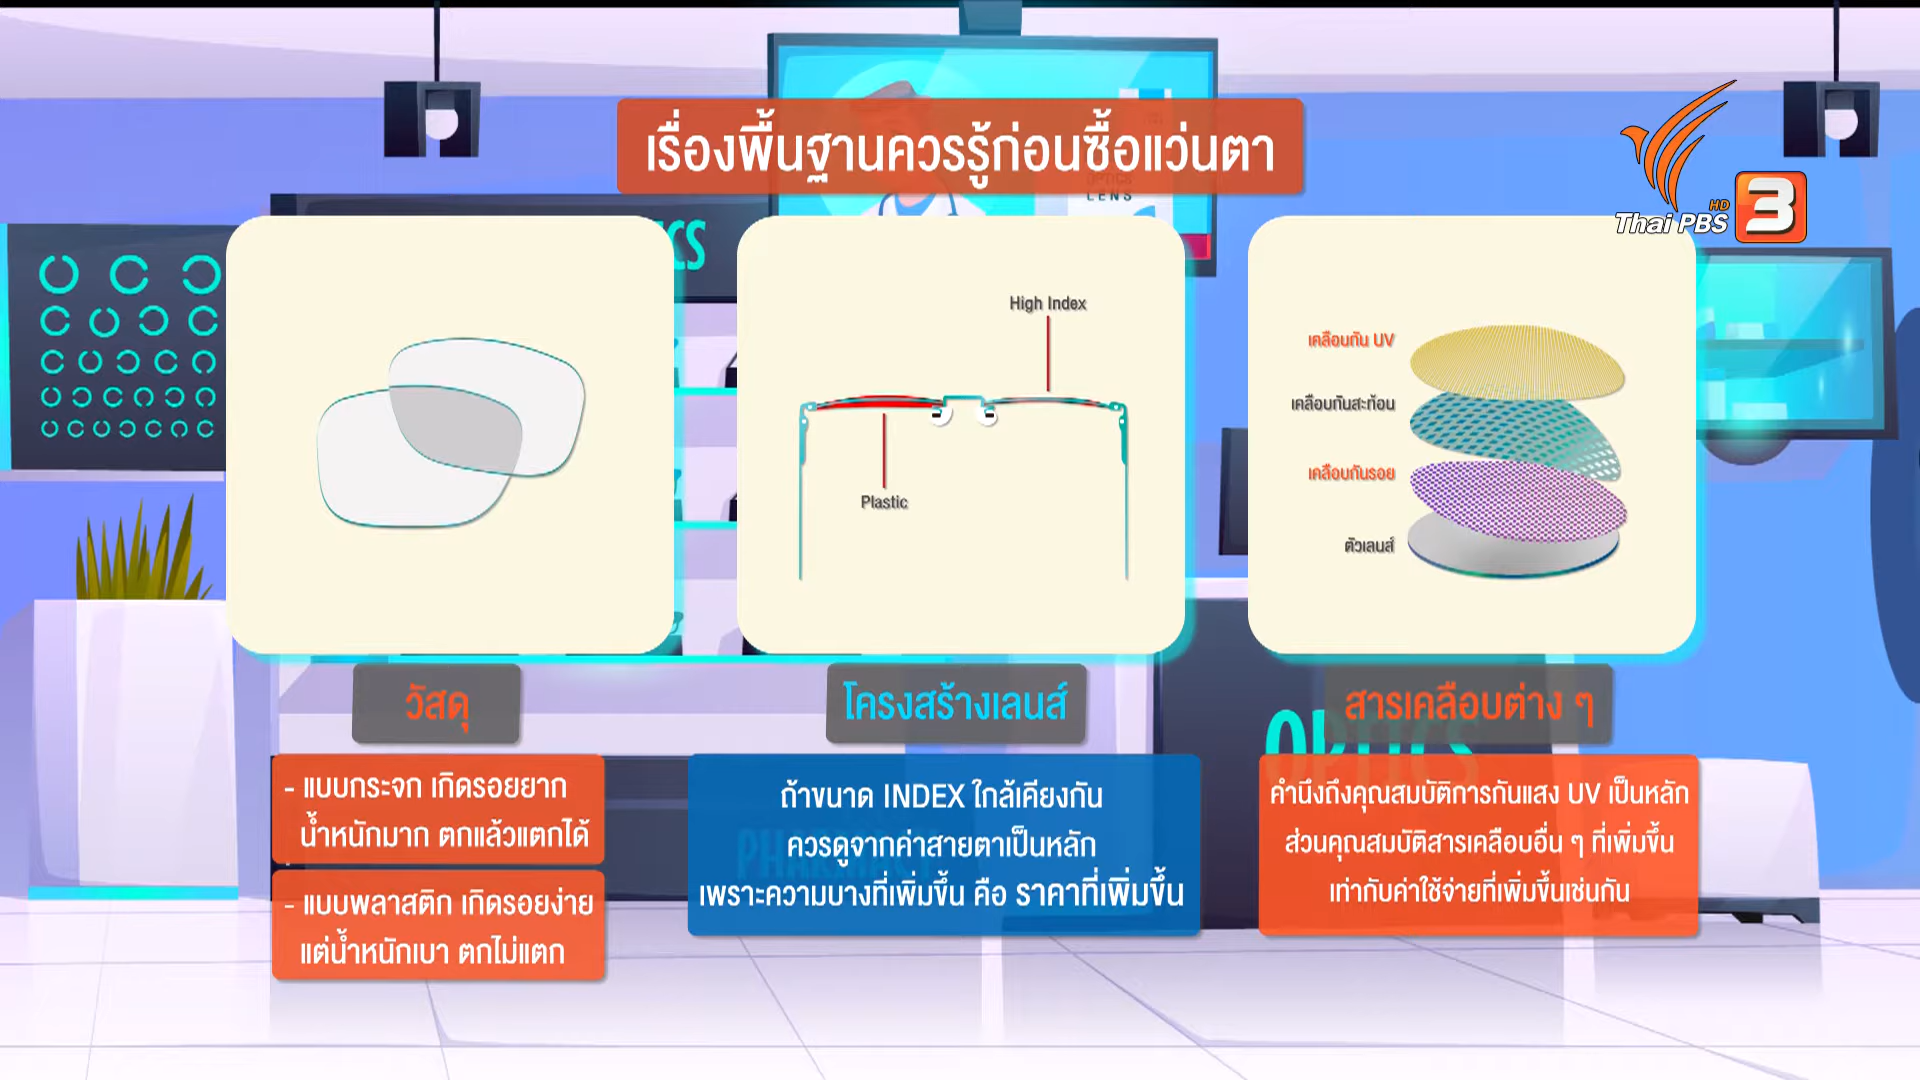 เรื่องพื้นฐานควรรู้ก่อนซื้อแว่นตา
Thai PBS HD 3
LENS
CS
High Index
Plastic
เคลือบกัน UV
เคลือบกันสะท้อน
เคลือบกันรอย
ตัวเลนส์
วัสดุ
- แบบกระจก เกิดรอยยาก
น้ำหนักมาก ตกแล้วแตกได้
- แบบพลาสติก เกิดรอยง่าย
แต่น้ำหนักเบา ตกไม่แตก
โครงสร้างเลนส์
ถ้าขนาด INDEX ใกล้เคียงกัน
ควรดูจากค่าสายตาเป็นหลัก
เพราะความบางที่เพิ่มขึ้น คือ ราคาที่เพิ่มขึ้น
สารเคลือบต่าง ๆ
OPTICS
คำนึงถึงคุณสมบัติการกันแสง UV เป็นหลัก
ส่วนคุณสมบัติสารเคลือบอื่น ๆ ที่เพิ่มขึ้น
เท่ากับค่าใช้จ่ายที่เพิ่มขึ้นเช่นกัน